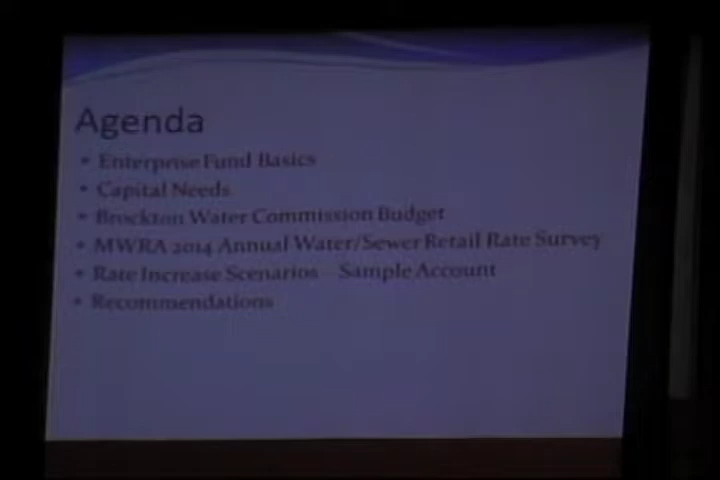 Agenda
• Enterprise Fund Basics
• Capital Needs
• Brockton Water Commission Budget
• MWRA 2014 Annual Water/Sewer Retail Rate Survey
• Rate Increase Scenarios – Sample Account
• Recommendations